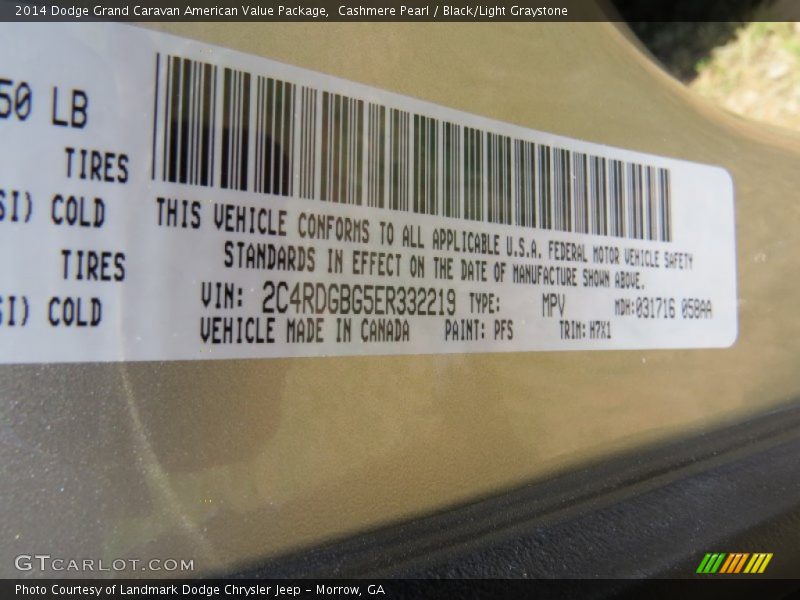 2014 Dodge Grand Caravan American Value Package,  Cashmere Pearl / Black/Light Graystone
50 LB
TIRES
SI) COLD
TIRES
SI) COLD
THIS VEHICLE CONFORMS TO ALL APPLICABLE U.S.A. FEDERAL MOTOR VEHICLE SAFETY
STANDARDS IN EFFECT ON THE DATE OF MANUFACTURE SHOWN ABOVE.
VIN: 2C4RDGBG5ER332219 TYPE: MPV MDH:031716 058AA
VEHICLE MADE IN CANADA PAINT: PFS TRIM: H7X1
GTCARLOT.COM
Photo Courtesy of Landmark Dodge Chrysler Jeep - Morrow, GA